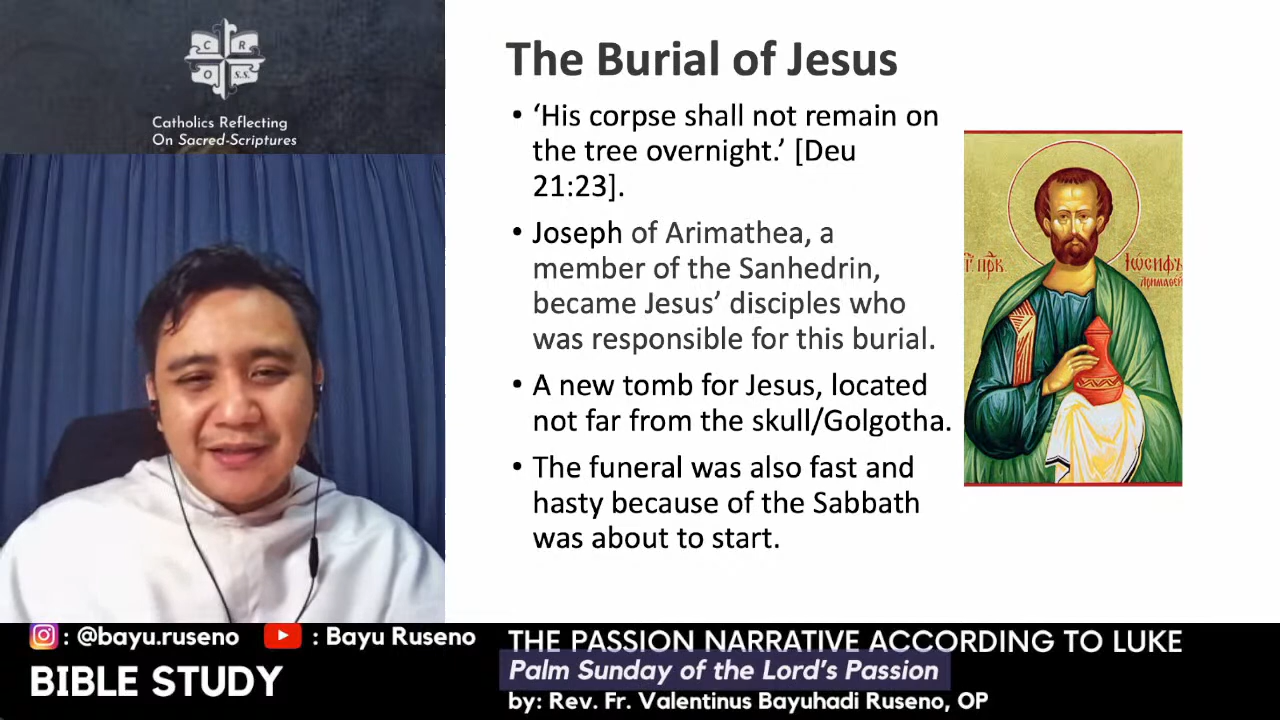 C R
O S.S.
Catholics Reflecting
On Sacred-Scriptures
The Burial of Jesus
• ‘His corpse shall not remain on
the tree overnight.’ [Deu
21:23].
• Joseph of Arimathea, a
member of the Sanhedrin,
became Jesus’ disciples who
was responsible for this burial.
• A new tomb for Jesus, located
not far from the skull/Golgotha.
• The funeral was also fast and
hasty because of the Sabbath
was about to start.
: @bayu.ruseno : Bayu Ruseno
BIBLE STUDY
THE PASSION NARRATIVE ACCORDING TO LUKE
Palm Sunday of the Lord’s Passion
by: Rev. Fr. Valentinus Bayuhadi Ruseno, OP